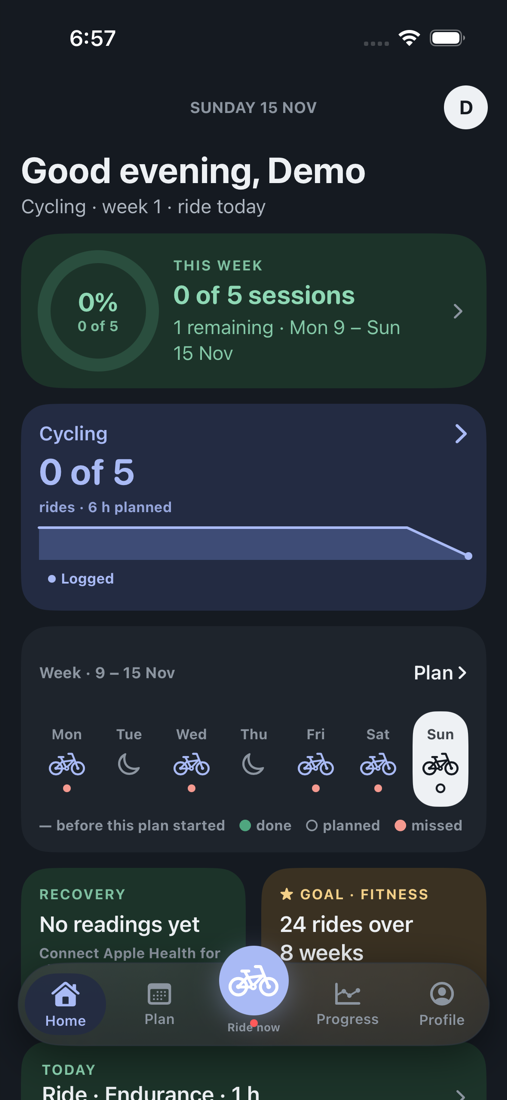 6:57
SUNDAY 15 NOV
D
Good evening, Demo
Cycling · week 1 · ride today
0%
0 of 5
THIS WEEK
0 of 5 sessions
1 remaining · Mon 9 – Sun
15 Nov
Cycling
0 of 5
rides · 6 h planned
Logged
Week · 9 – 15 Nov
Plan
Mon Tue Wed Thu Fri Sat Sun
— before this plan started done planned missed
RECOVERY
No readings yet
Connect Apple Health for
GOAL · FITNESS
24 rides over
8 weeks
Home
Plan
Ride now
Progress
Profile
TODAY
Ride · Endurance · 1 h